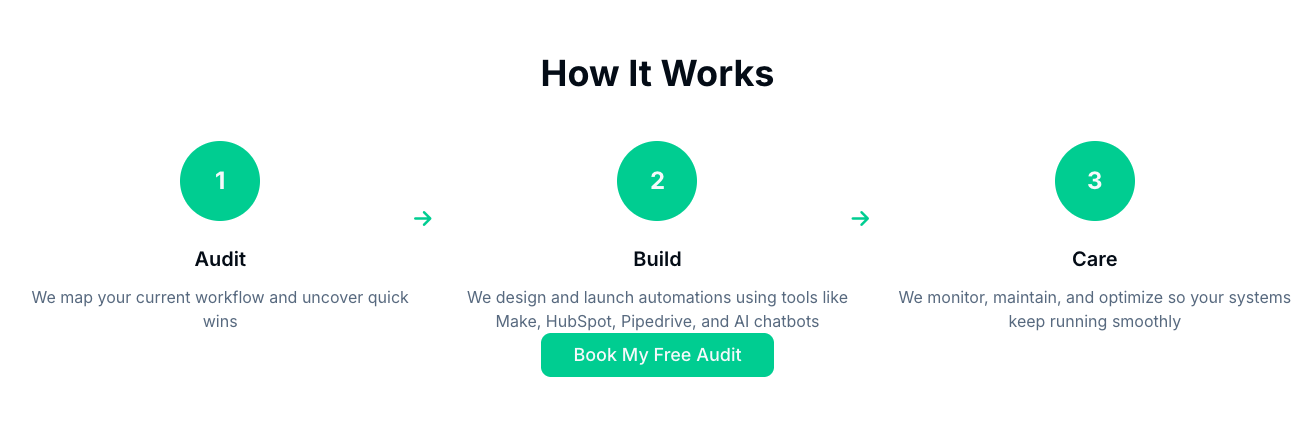 How It Works
1
→
2
→
3
Audit
Build
Care
We map your current workflow and uncover quick
wins
We design and launch automations using tools like
Make, HubSpot, Pipedrive, and AI chatbots
We monitor, maintain, and optimize so your systems
keep running smoothly
Book My Free Audit